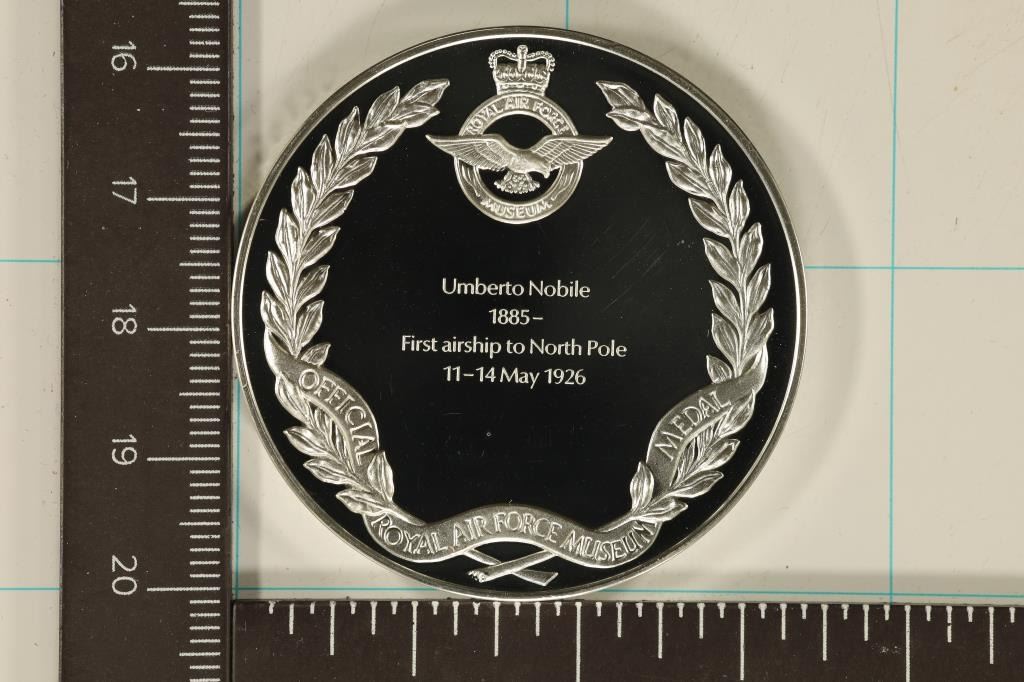 ROYAL AIR FORCE
MUSEUM
Umberto Nobile
1885–
First airship to North Pole
11–14 May 1926
OFFICIAL
MEDAL
ROYAL AIR FORCE MUSEUM
16
17
18
19
20